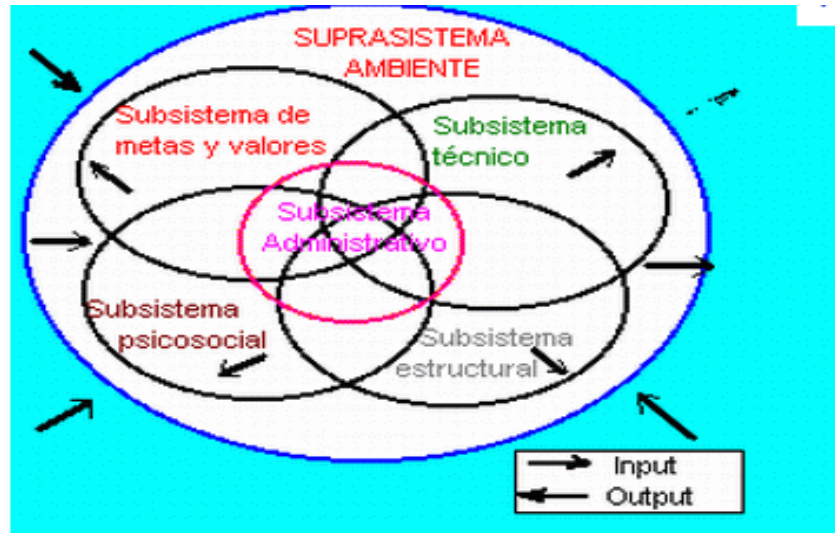 SUPRASISTEMA
AMBIENTE
Subsistema de
metas y valores
Subsistema
técnico
Subsistema
Administrativo
Subsistema
psicosocial
Subsistema
estructural
Input
Output